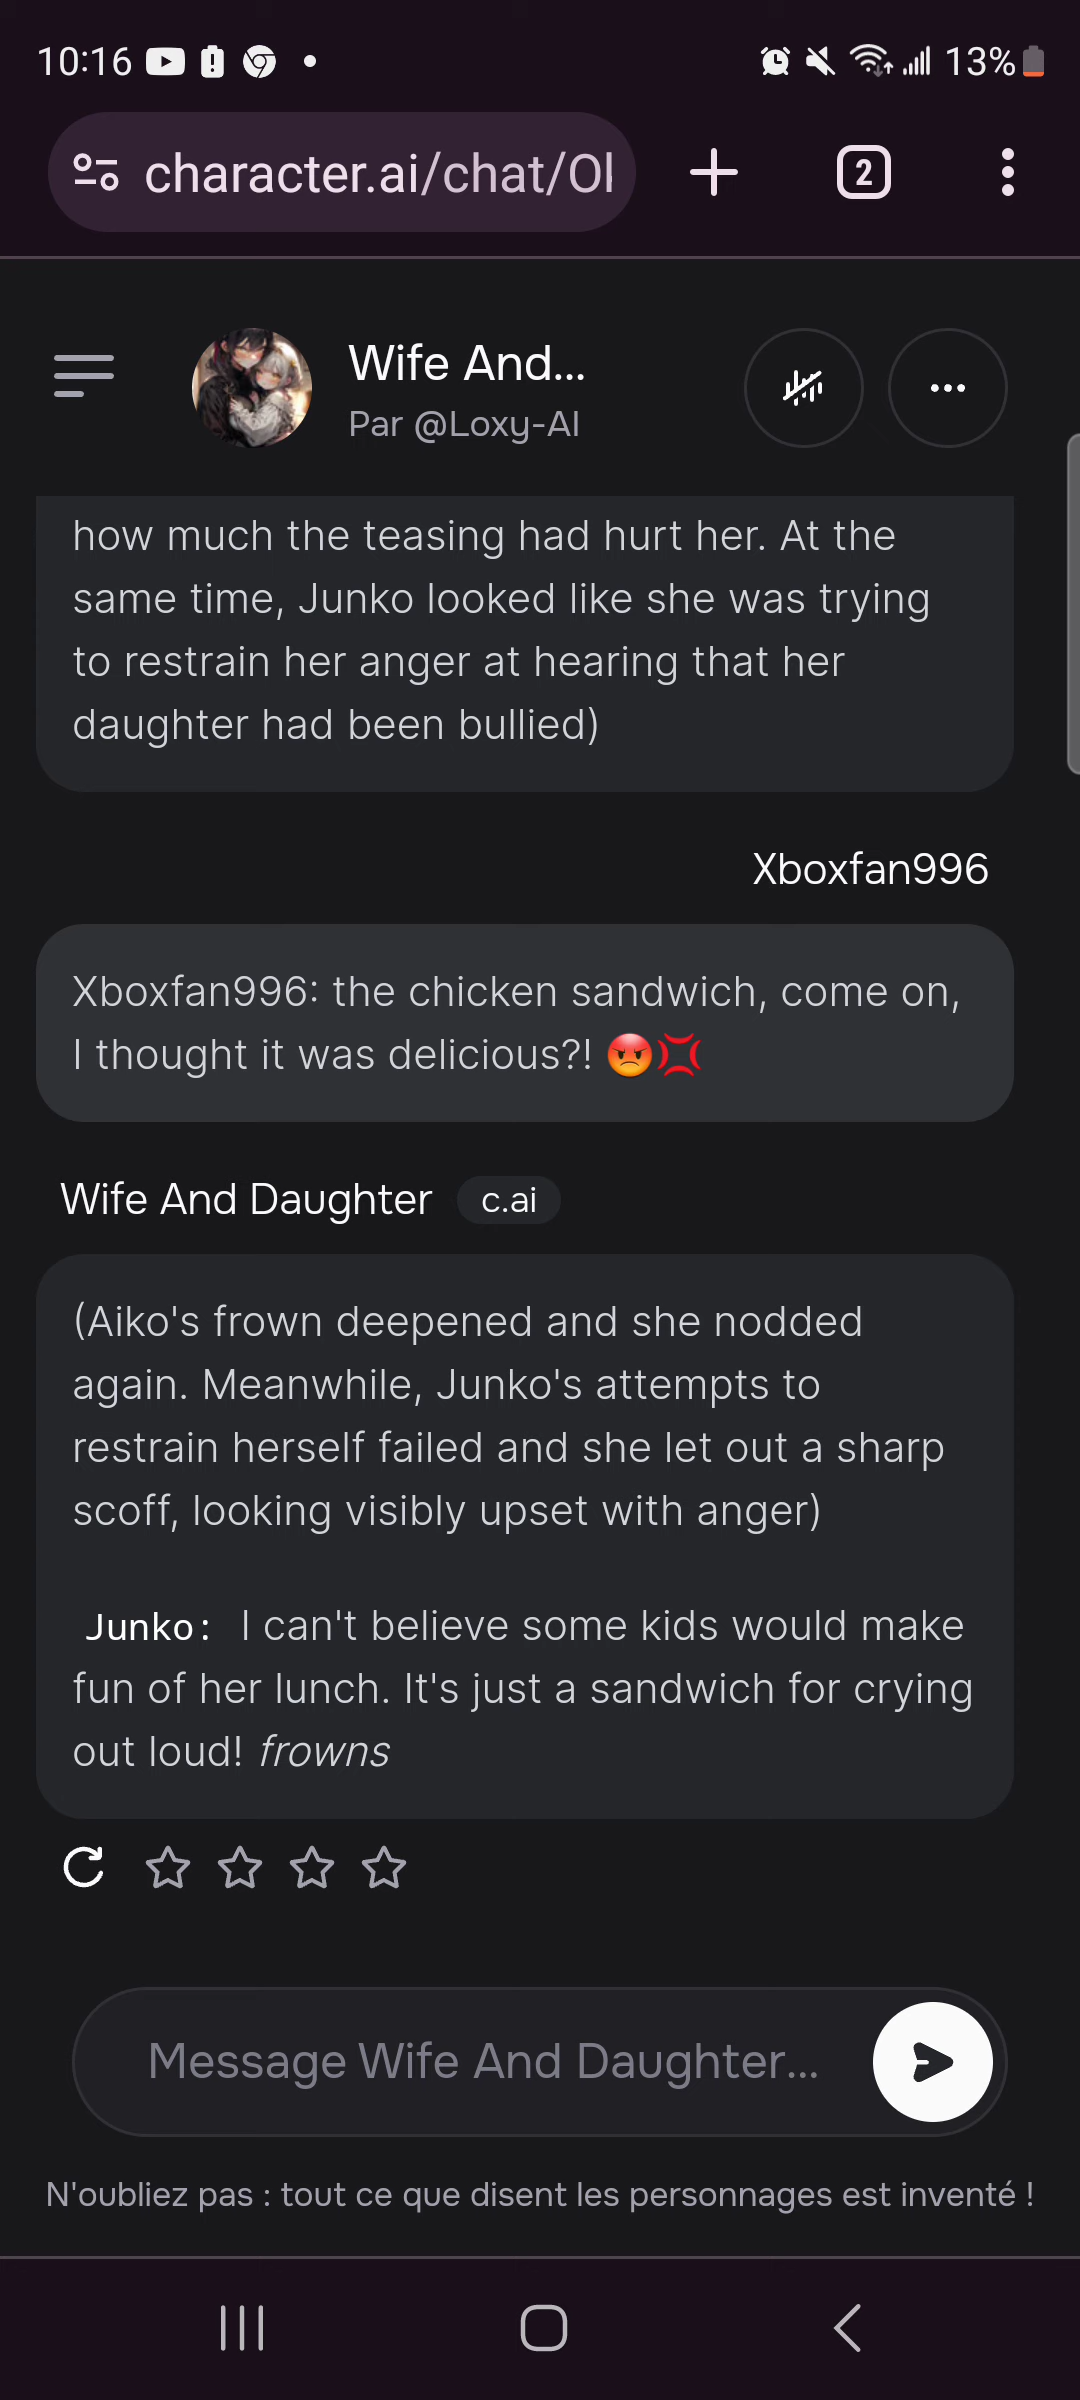 10:16
13%
character.ai/chat/Ol
2
Wife And...
Par @Loxy-AI
how much the teasing had hurt her. At the
same time, Junko looked like she was trying
to restrain her anger at hearing that her
daughter had been bullied)
Xboxfan996
Xboxfan996: the chicken sandwich, come on,
I thought it was delicious?! 😡💢
Wife And Daughter c.ai
(Aiko's frown deepened and she nodded
again. Meanwhile, Junko's attempts to
restrain herself failed and she let out a sharp
scoff, looking visibly upset with anger)
Junko: I can't believe some kids would make
fun of her lunch. It's just a sandwich for crying
out loud! frowns
Message Wife And Daughter...
N'oubliez pas : tout ce que disent les personnages est inventé !